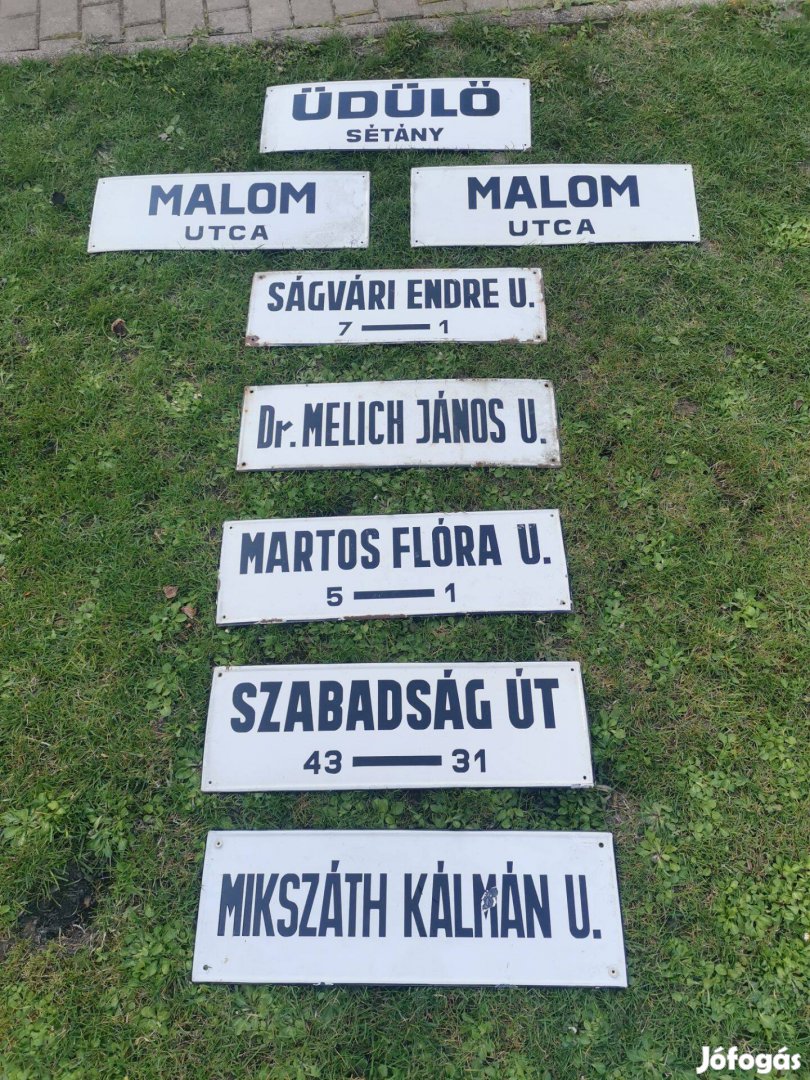 ÜDÜLŐ
SÉTÁNY
MALOM
UTCA
MALOM
UTCA
SÁGVÁRI ENDRE U.
7 — 1
Dr. MELICH JÁNOS U.
MARTOS FLÓRA U.
5 — 1
SZABADSÁG ÚT
43 — 31
MIKSZÁTH KÁLMÁN U.
Jófogás